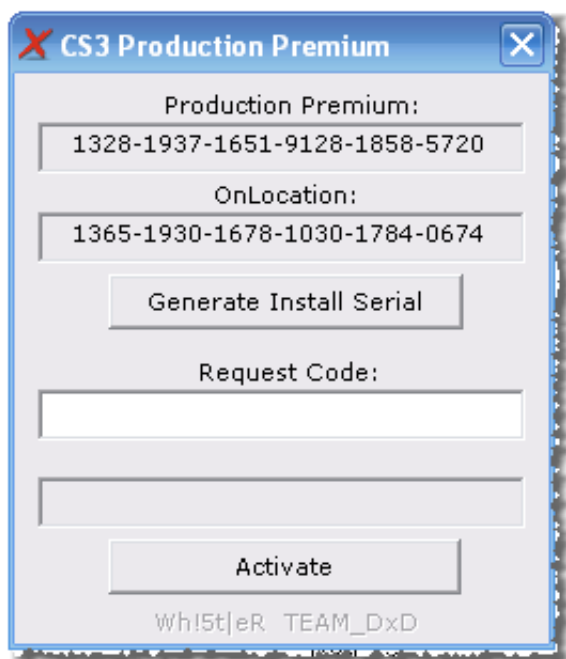 CS3 Production Premium
Production Premium:
1328-1937-1651-9128-1858-5720
OnLocation:
1365-1930-1678-1030-1784-0674
Generate Install Serial
Request Code:
Activate
Wh!5t|eR TEAM_DxD